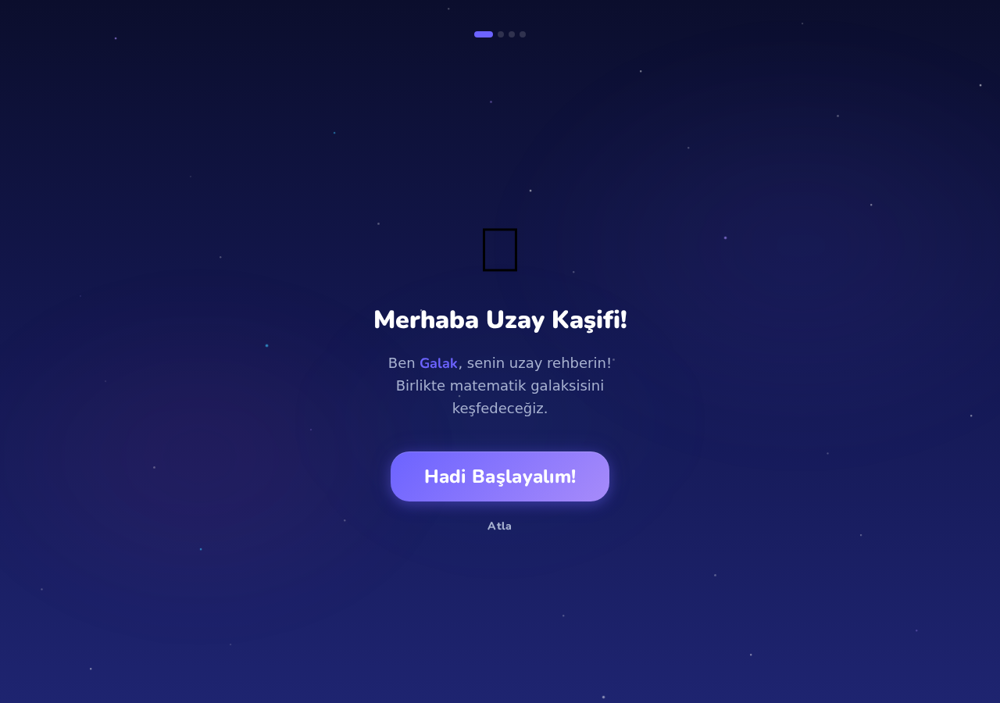 Merhaba Uzay Kaşifi!
Ben Galak, senin uzay rehberin!
Birlikte matematik galaksisini
keşfedeceğiz.
Hadi Başlayalım!
Atla